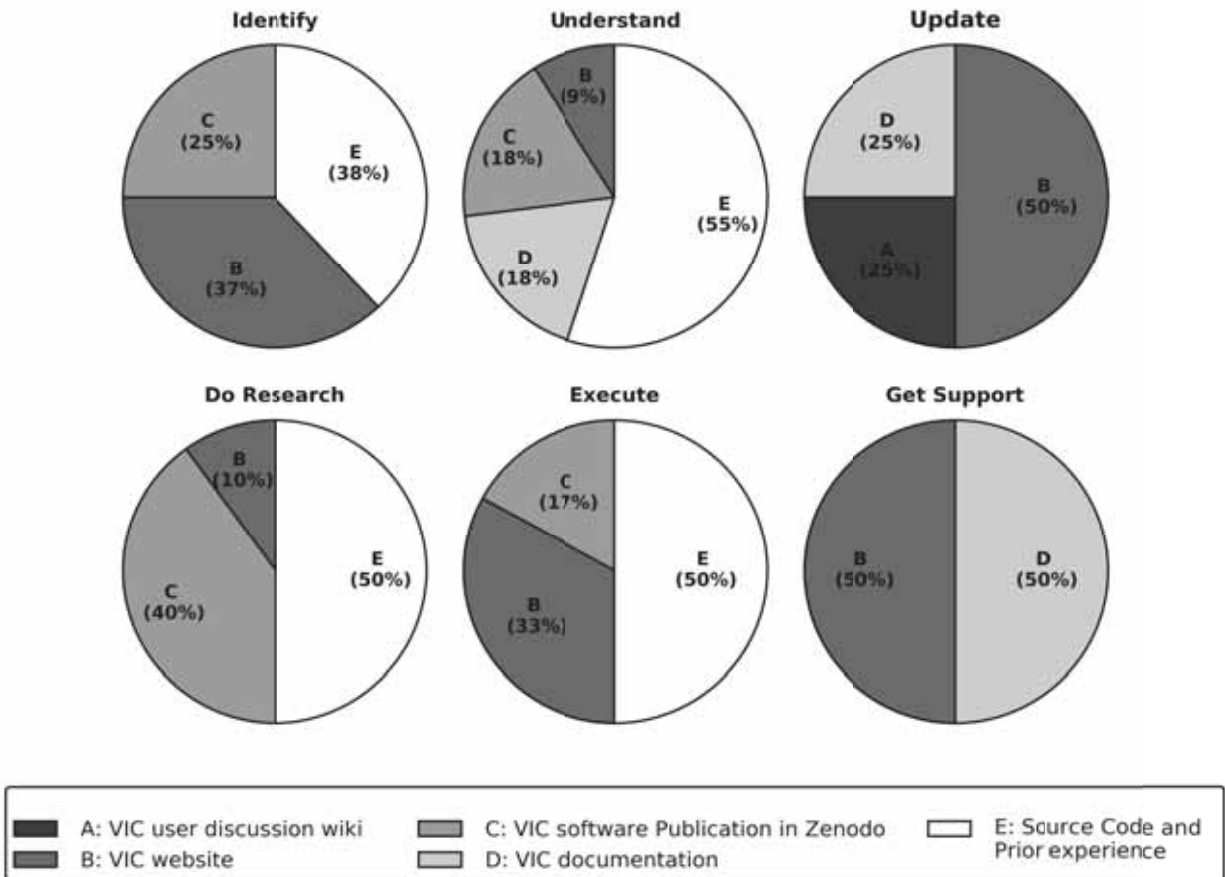 Identify
Understand
Update
C
(25%)
E
(38%)
B
(37%)
B
(9%)
C
(18%)
D
(18%)
E
(55%)
D
(25%)
B
(50%)
A
(25%)
Do Research
Execute
Get Support
B
(10%)
C
(40%)
E
(50%)
C
(17%)
B
(33%)
E
(50%)
B
(50%)
D
(50%)
A: VIC user discussion wiki
B: VIC website
C: VIC software Publication in Zenodo
D: VIC documentation
E: Source Code and
Prior experience